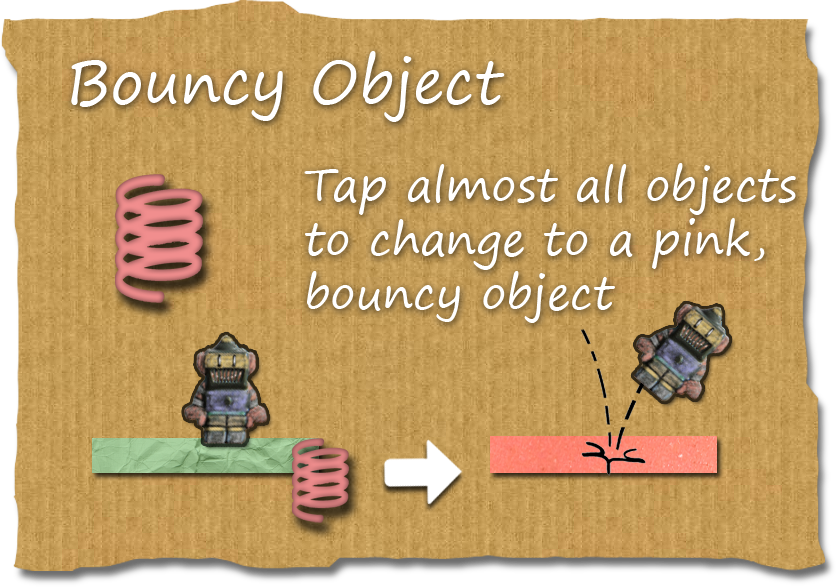 Bouncy Object
Tap almost all objects
to change to a pink,
bouncy object